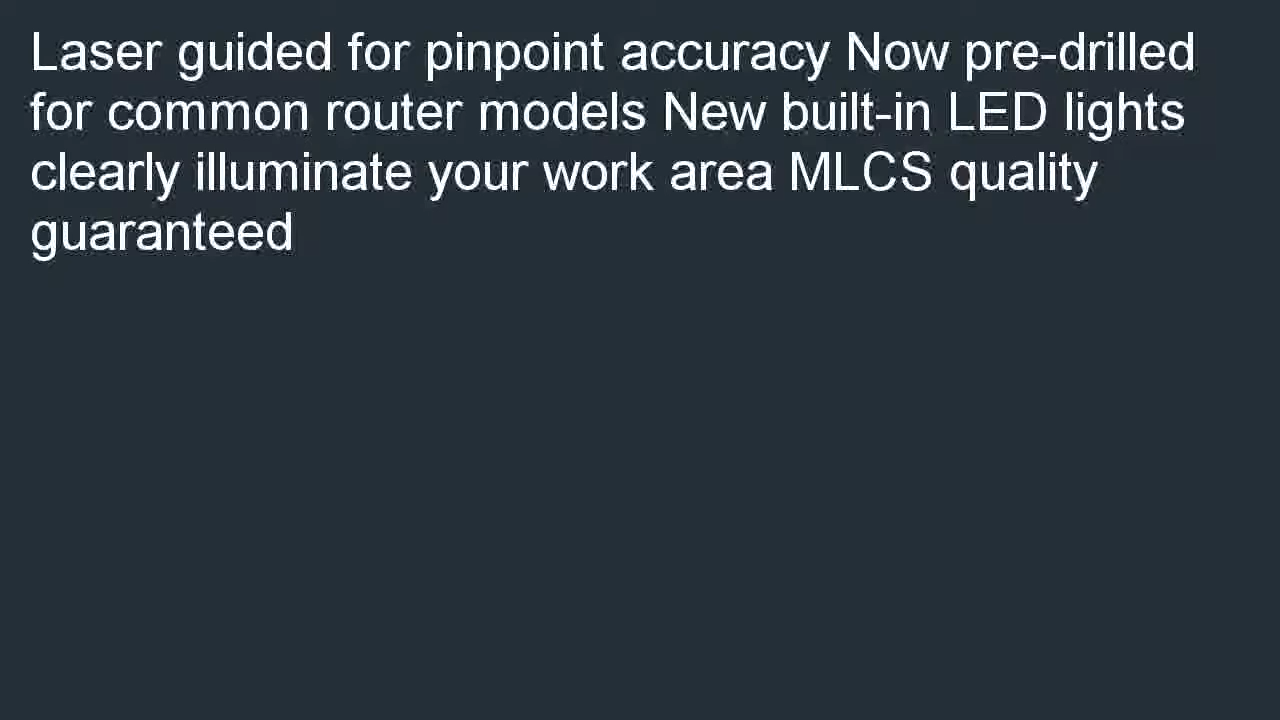 Laser guided for pinpoint accuracy Now pre-drilled
for common router models New built-in LED lights
clearly illuminate your work area MLCS quality
guaranteed